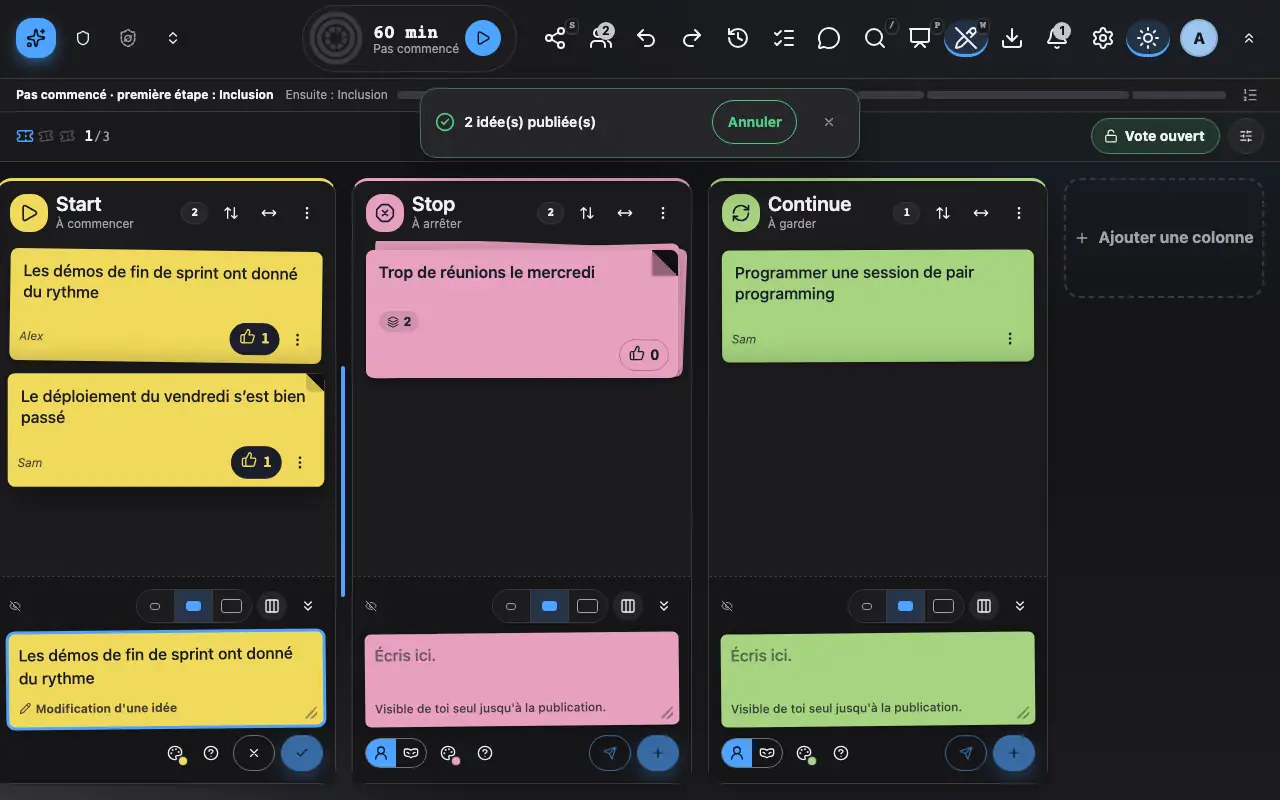 60 min
Pas commencé
S
2
/
P
W
1
A
Pas commencé · première étape : Inclusion
Ensuite : Inclusion
2 idée(s) publiée(s)
Annuler
1/3
Vote ouvert
Start
À commencer
2
Stop
À arrêter
2
Continue
À garder
1
+ Ajouter une colonne
Les démos de fin de sprint ont donné
du rythme
Alex
1
Le déploiement du vendredi s’est bien
passé
Sam
1
Trop de réunions le mercredi
2
0
Programmer une session de pair
programming
Sam
Les démos de fin de sprint ont donné
du rythme
Modification d'une idée
Écris ici.
Visible de toi seul jusqu'à la publication.
Écris ici.
Visible de toi seul jusqu'à la publication.